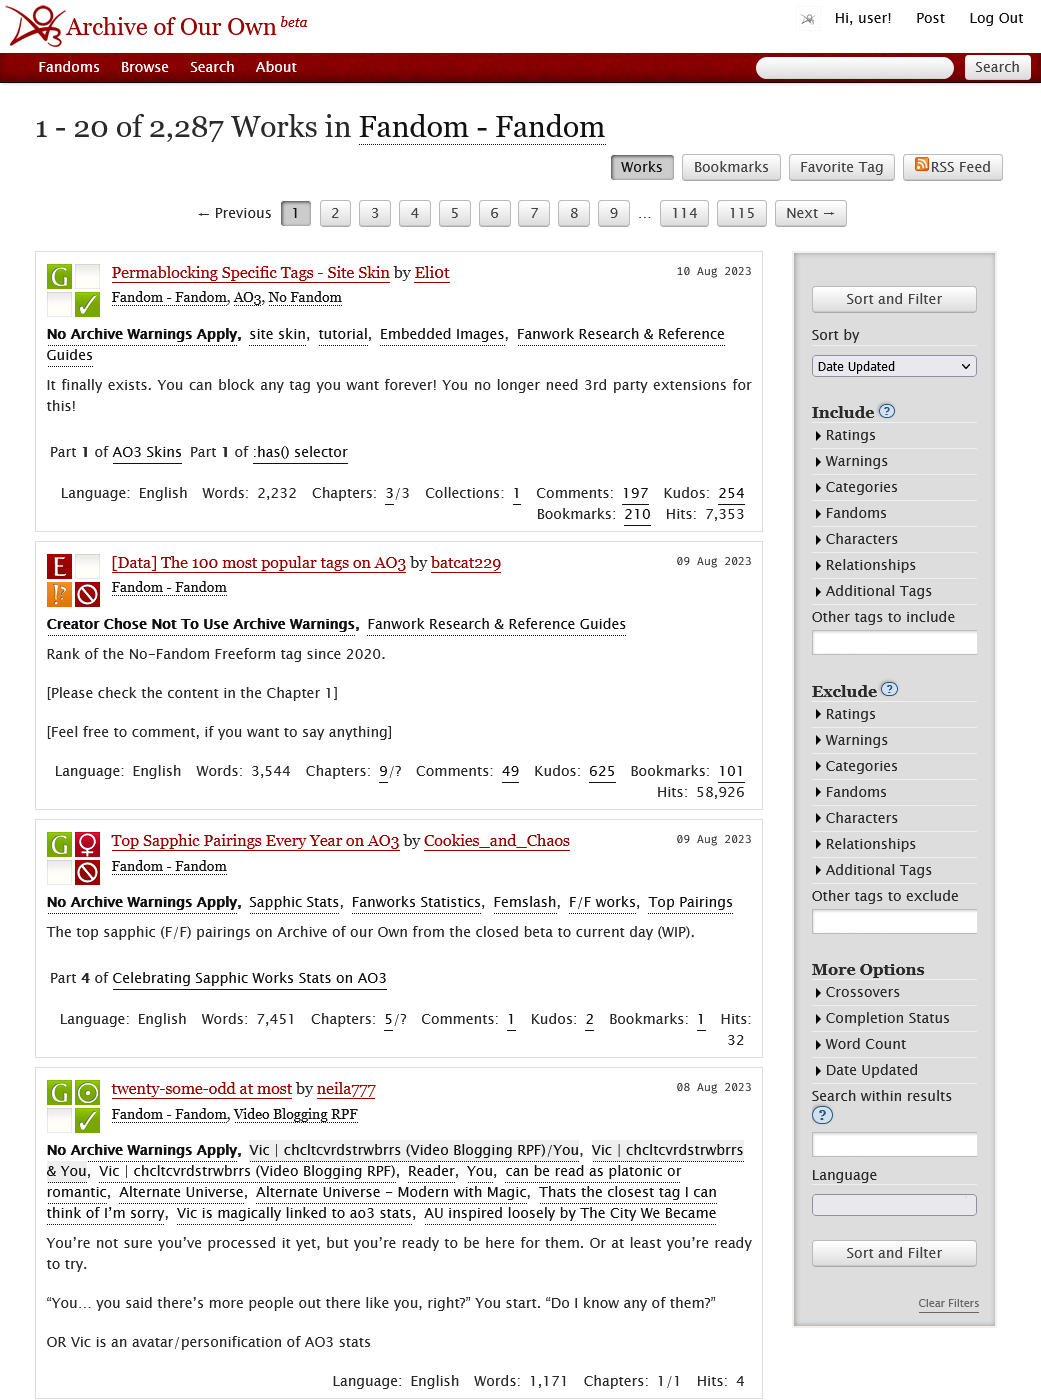 Archive of Our Own beta
Hi, user! Post Log Out
Fandoms Browse Search About Search
1 - 20 of 2,287 Works in Fandom - Fandom
Works Bookmarks Favorite Tag RSS Feed
← Previous 1 2 3 4 5 6 7 8 9 … 114 115 Next →
G
Permablocking Specific Tags - Site Skin by Eli0t
10 Aug 2023
Fandom - Fandom, AO3, No Fandom
No Archive Warnings Apply, site skin, tutorial, Embedded Images, Fanwork Research & Reference
Guides
It finally exists. You can block any tag you want forever! You no longer need 3rd party extensions for
this!
Part 1 of AO3 Skins Part 1 of :has() selector
Language: English Words: 2,232 Chapters: 3/3 Collections: 1 Comments: 197 Kudos: 254
Bookmarks: 210 Hits: 7,353
E
!?
[Data] The 100 most popular tags on AO3 by batcat229
09 Aug 2023
Fandom - Fandom
Creator Chose Not To Use Archive Warnings, Fanwork Research & Reference Guides
Rank of the No-Fandom Freeform tag since 2020.
[Please check the content in the Chapter 1]
[Feel free to comment, if you want to say anything]
Language: English Words: 3,544 Chapters: 9/? Comments: 49 Kudos: 625 Bookmarks: 101
Hits: 58,926
G
Top Sapphic Pairings Every Year on AO3 by Cookies_and_Chaos
09 Aug 2023
Fandom - Fandom
No Archive Warnings Apply, Sapphic Stats, Fanworks Statistics, Femslash, F/F works, Top Pairings
The top sapphic (F/F) pairings on Archive of our Own from the closed beta to current day (WIP).
Part 4 of Celebrating Sapphic Works Stats on AO3
Language: English Words: 7,451 Chapters: 5/? Comments: 1 Kudos: 2 Bookmarks: 1 Hits:
32
G
twenty-some-odd at most by neila777
08 Aug 2023
Fandom - Fandom, Video Blogging RPF
No Archive Warnings Apply, Vic | chcltcvrdstrwbrrs (Video Blogging RPF)/You, Vic | chcltcvrdstrwbrrs
& You, Vic | chcltcvrdstrwbrrs (Video Blogging RPF), Reader, You, can be read as platonic or
romantic, Alternate Universe, Alternate Universe - Modern with Magic, Thats the closest tag I can
think of I'm sorry, Vic is magically linked to ao3 stats, AU inspired loosely by The City We Became
You're not sure you've processed it yet, but you're ready to be here for them. Or at least you're ready
to try.
“You… you said there's more people out there like you, right?” You start. “Do I know any of them?”
OR Vic is an avatar/personification of AO3 stats
Language: English Words: 1,171 Chapters: 1/1 Hits: 4
Sort and Filter
Sort by
Date Updated
Include ?
Ratings
Warnings
Categories
Fandoms
Characters
Relationships
Additional Tags
Other tags to include
Exclude ?
Ratings
Warnings
Categories
Fandoms
Characters
Relationships
Additional Tags
Other tags to exclude
More Options
Crossovers
Completion Status
Word Count
Date Updated
Search within results
?
Language
Sort and Filter
Clear Filters